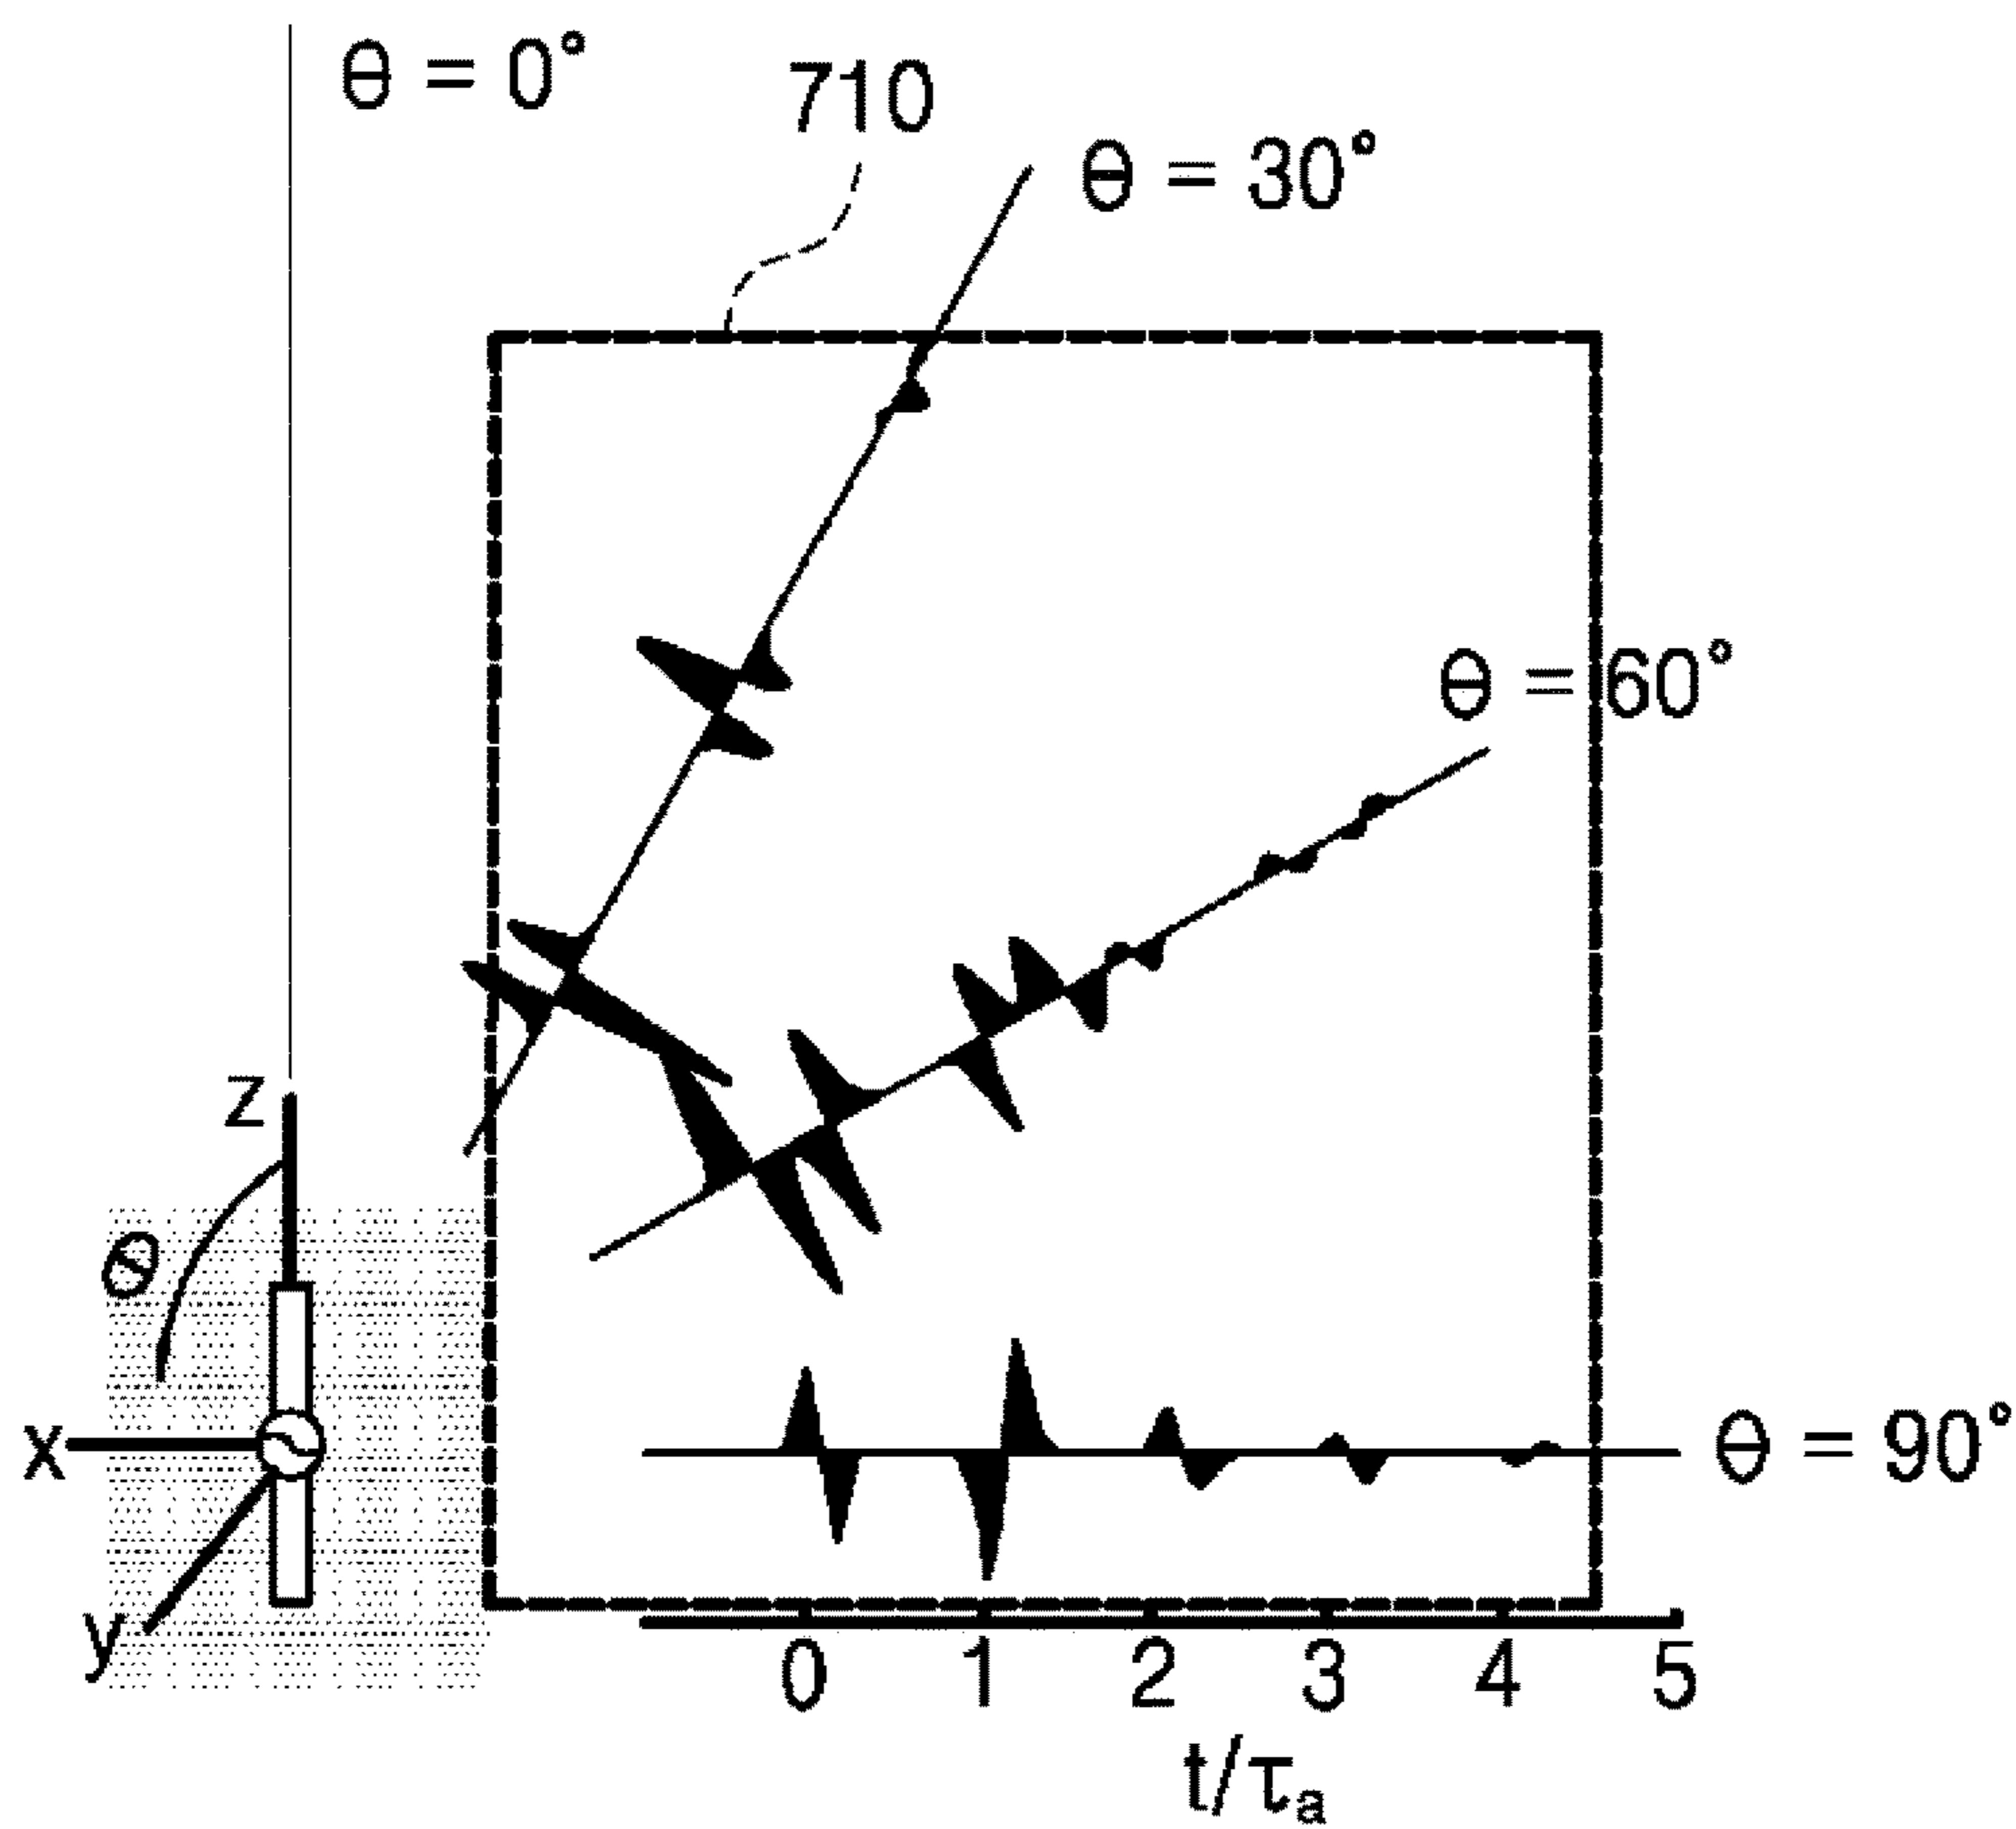 θ = 0°
710
θ = 30°
θ = 60°
z
θ
x
θ = 90°
y
0 1 2 3 4 5
t/τa